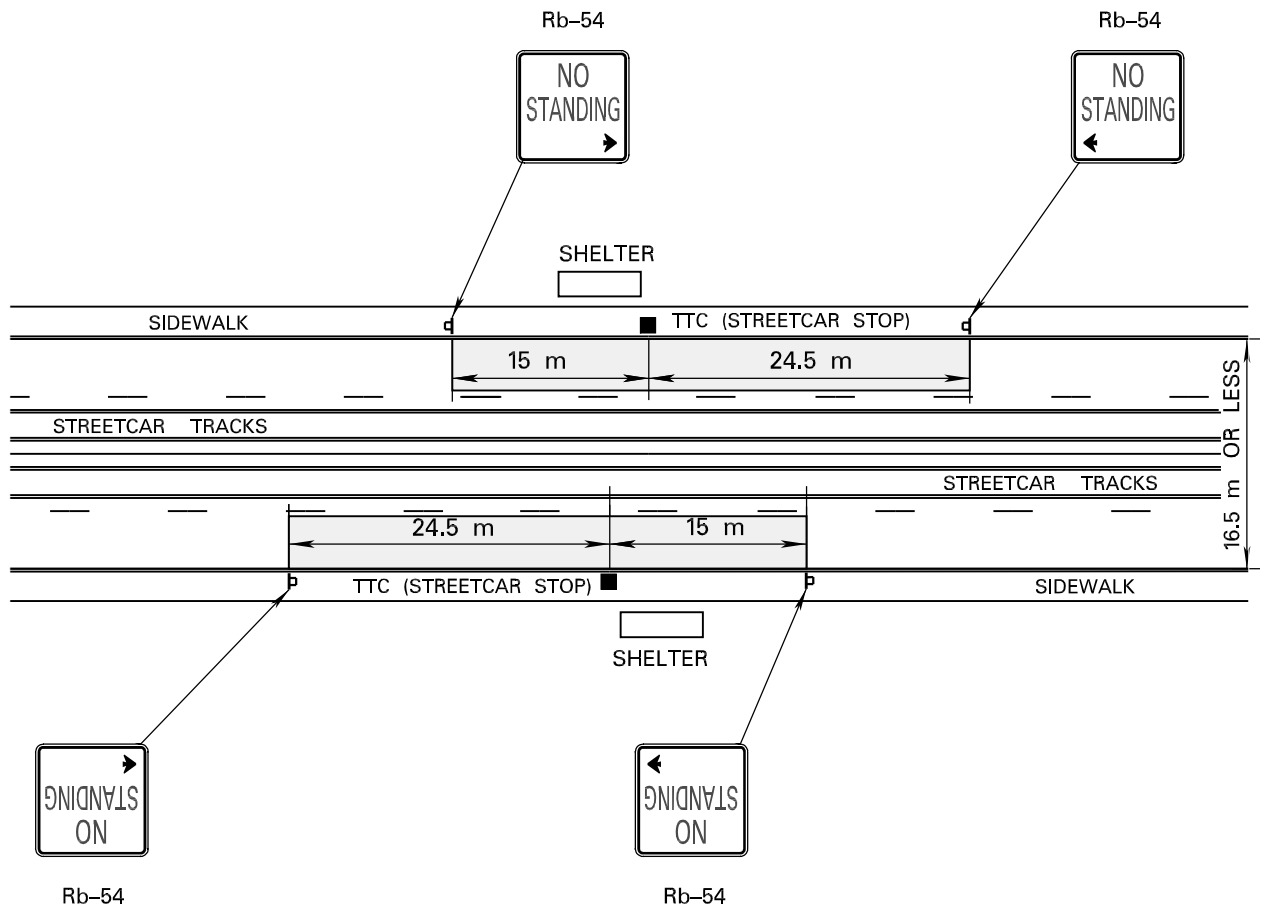 Rb–54
Rb–54
NO
STANDING
NO
STANDING
SHELTER
SIDEWALK
TTC (STREETCAR STOP)
15 m
24.5 m
16.5 m OR LESS
STREETCAR TRACKS
STREETCAR TRACKS
24.5 m
15 m
TTC (STREETCAR STOP)
SIDEWALK
SHELTER
NO
STANDING
NO
STANDING
Rb–54
Rb–54